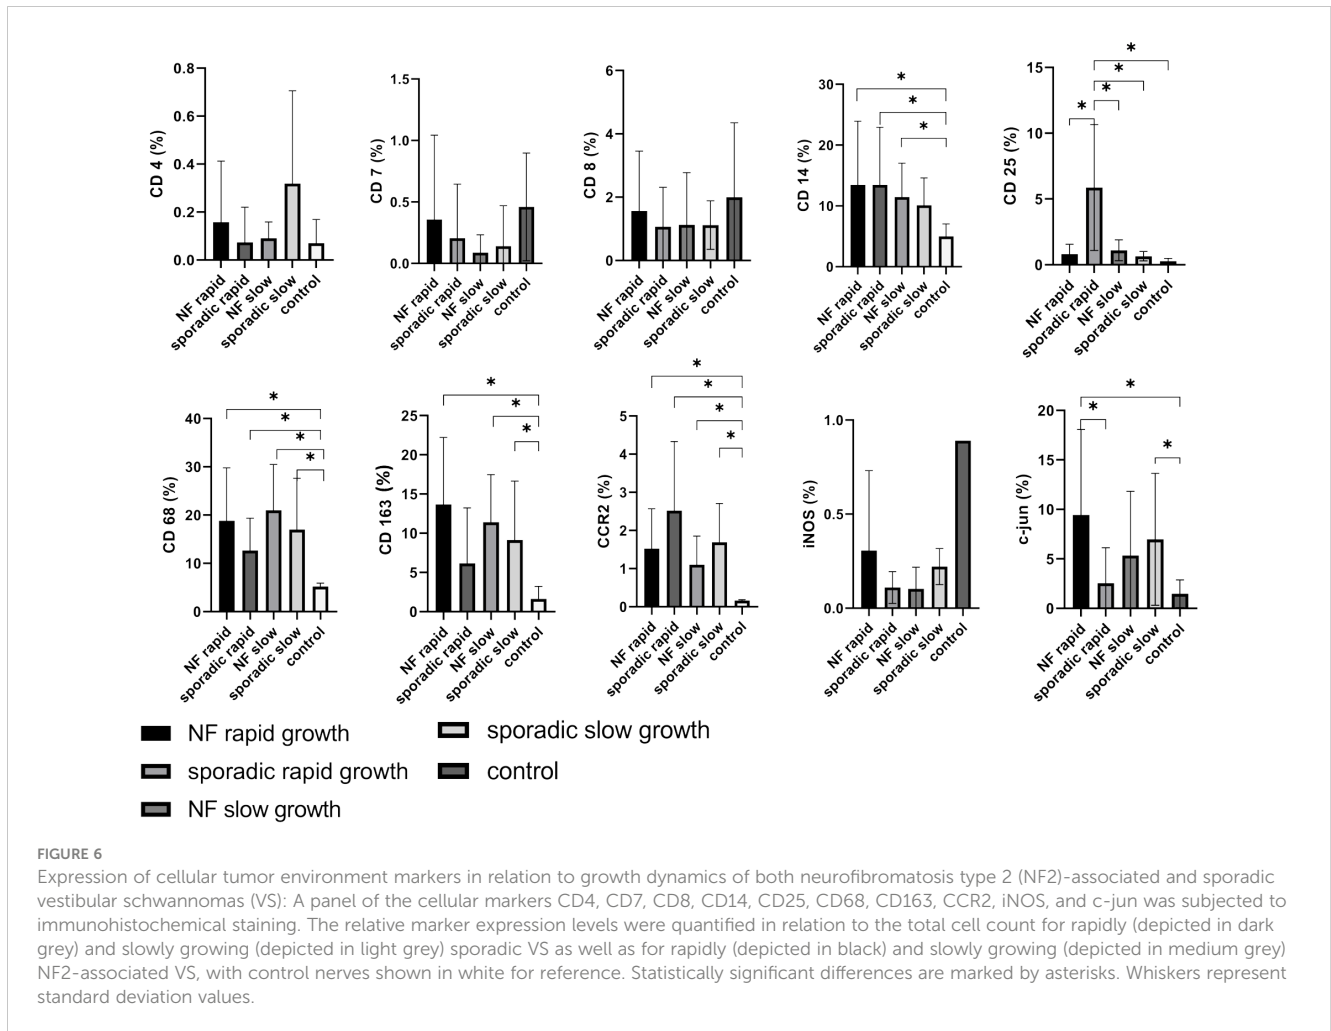 0.8
0.6
0.4
0.2
0.0
CD 4 (%)
NF rapid
sporadic rapid
NF slow
sporadic slow
control
1.5
1.0
0.5
0.0
CD 7 (%)
NF rapid
sporadic rapid
NF slow
sporadic slow
control
6
4
2
0
CD 8 (%)
NF rapid
sporadic rapid
NF slow
sporadic slow
control
30
20
10
0
CD 14 (%)
* * *
NF rapid
sporadic rapid
NF slow
sporadic slow
control
15
10
5
0
CD 25 (%)
* * * *
NF rapid
sporadic rapid
NF slow
sporadic slow
control
40
30
20
10
0
CD 68 (%)
* * * *
NF rapid
sporadic rapid
NF slow
sporadic slow
control
25
20
15
10
5
0
CD 163 (%)
* * *
NF rapid
sporadic rapid
NF slow
sporadic slow
control
5
4
3
2
1
0
CCR2 (%)
* * * *
NF rapid
sporadic rapid
NF slow
sporadic slow
control
1.0
0.5
0.0
iNOS (%)
NF rapid
sporadic rapid
NF slow
sporadic slow
control
20
15
10
5
0
c-jun (%)
* * *
NF rapid
sporadic rapid
NF slow
sporadic slow
control
NF rapid growth
sporadic rapid growth
NF slow growth
sporadic slow growth
control
FIGURE 6
Expression of cellular tumor environment markers in relation to growth dynamics of both neurofibromatosis type 2 (NF2)-associated and sporadic
vestibular schwannomas (VS): A panel of the cellular markers CD4, CD7, CD8, CD14, CD25, CD68, CD163, CCR2, iNOS, and c-jun was subjected to
immunohistochemical staining. The relative marker expression levels were quantified in relation to the total cell count for rapidly (depicted in dark
grey) and slowly growing (depicted in light grey) sporadic VS as well as for rapidly (depicted in black) and slowly growing (depicted in medium grey)
NF2-associated VS, with control nerves shown in white for reference. Statistically significant differences are marked by asterisks. Whiskers represent
standard deviation values.